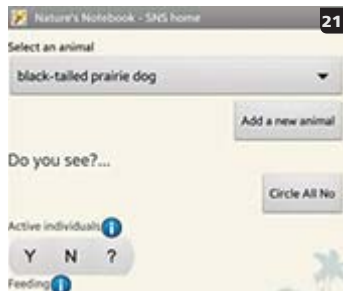 Nature's Notebook - SNS home
21
Select an animal
black-tailed prairie dog
Add a new animal
Do you see?...
Circle All No
Active individuals i
Y N ?
Feeding i